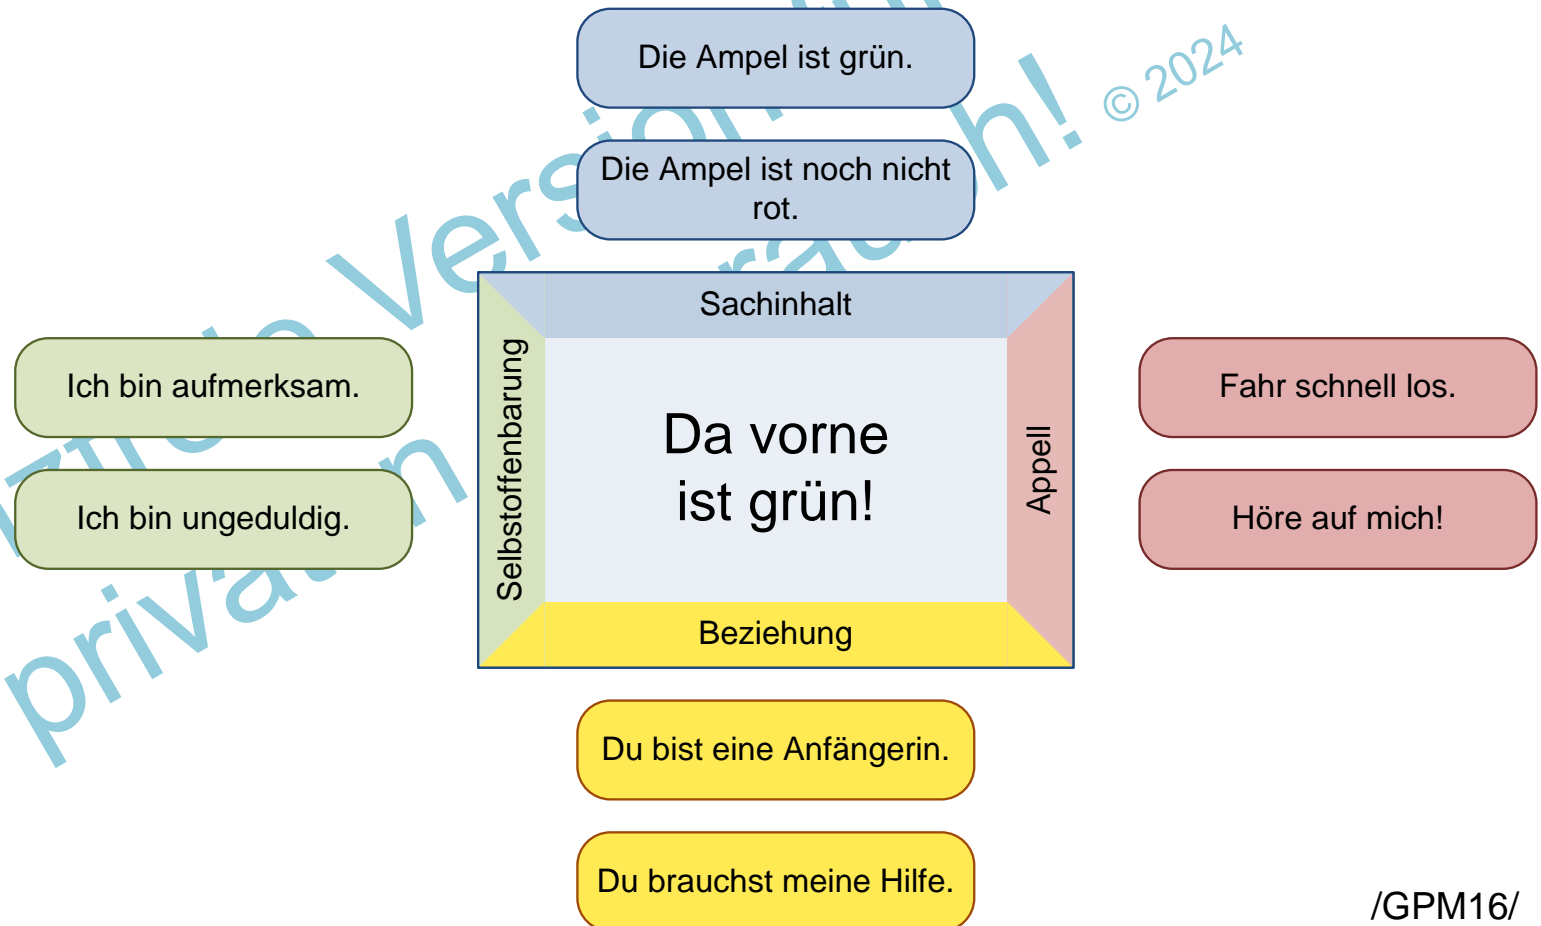 Die Ampel ist grün.
© 2024
Die Ampel ist noch nicht
rot.
Sachinhalt
Selbstoffenbarung
Ich bin aufmerksam.
Ich bin ungeduldig.
Da vorne
ist grün!
Appell
Fahr schnell los.
Höre auf mich!
Beziehung
Du bist eine Anfängerin.
Du brauchst meine Hilfe.
/GPM16/